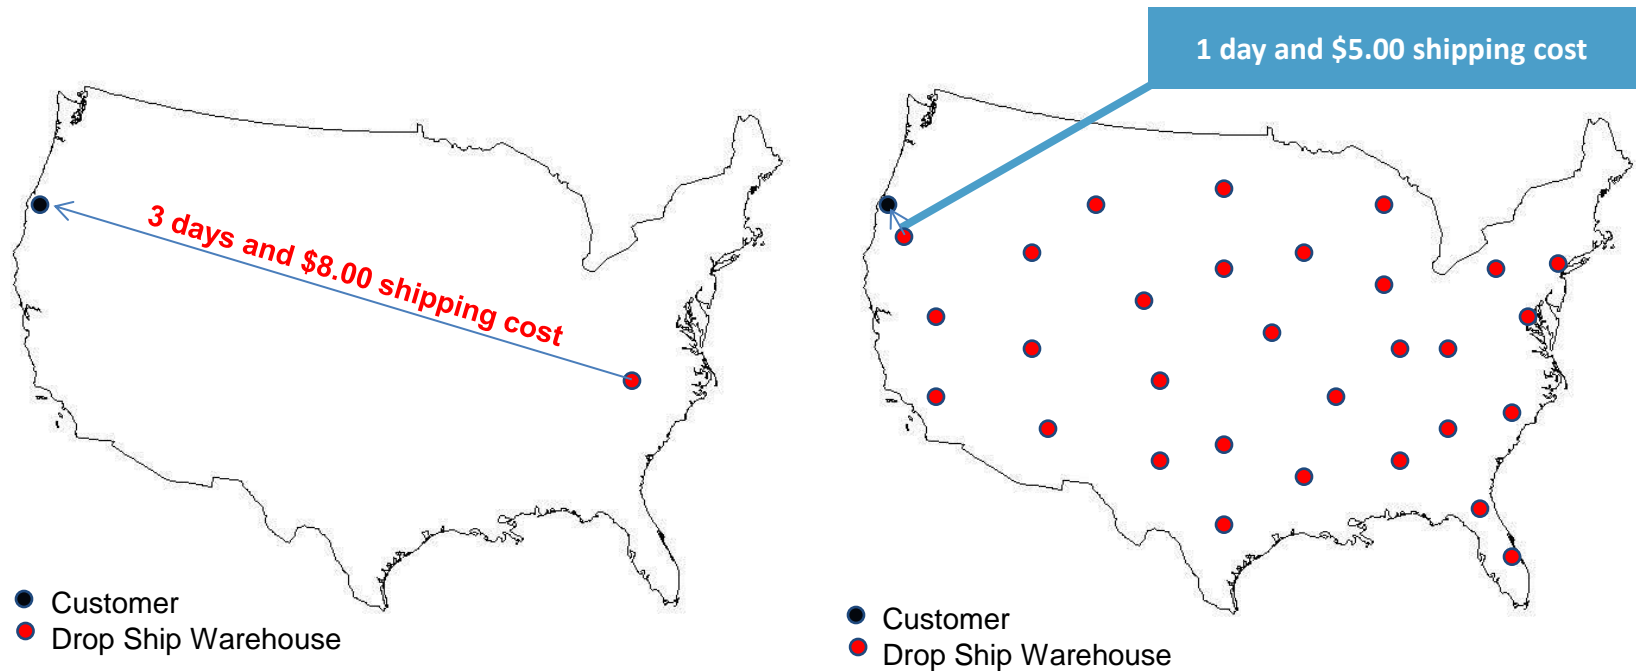 1 day and $5.00 shipping cost
3 days and $8.00 shipping cost
Customer
Drop Ship Warehouse
Customer
Drop Ship Warehouse